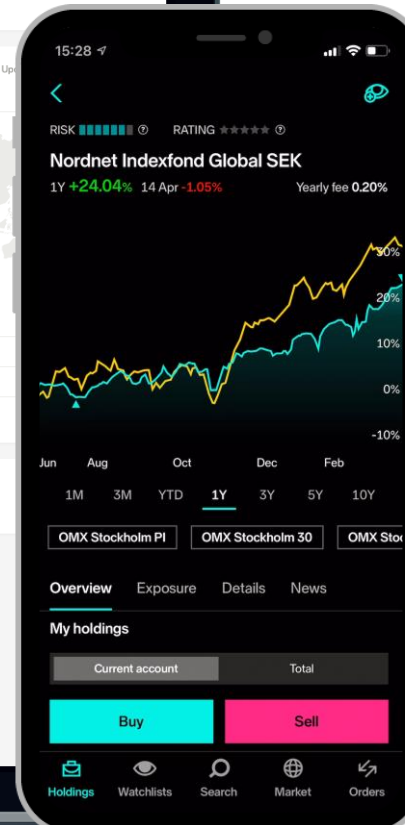 15:28
RISK RATING
Nordnet Indexfond Global SEK
1Y +24.04% 14 Apr -1.05% Yearly fee 0.20%
30%
20%
10%
0%
-10%
Jun Aug Oct Dec Feb
1M 3M YTD 1Y 3Y 5Y 10Y
OMX Stockholm PI OMX Stockholm 30 OMX Stoc
Overview Exposure Details News
My holdings
Current account Total
Buy Sell
Holdings Watchlists Search Market Orders